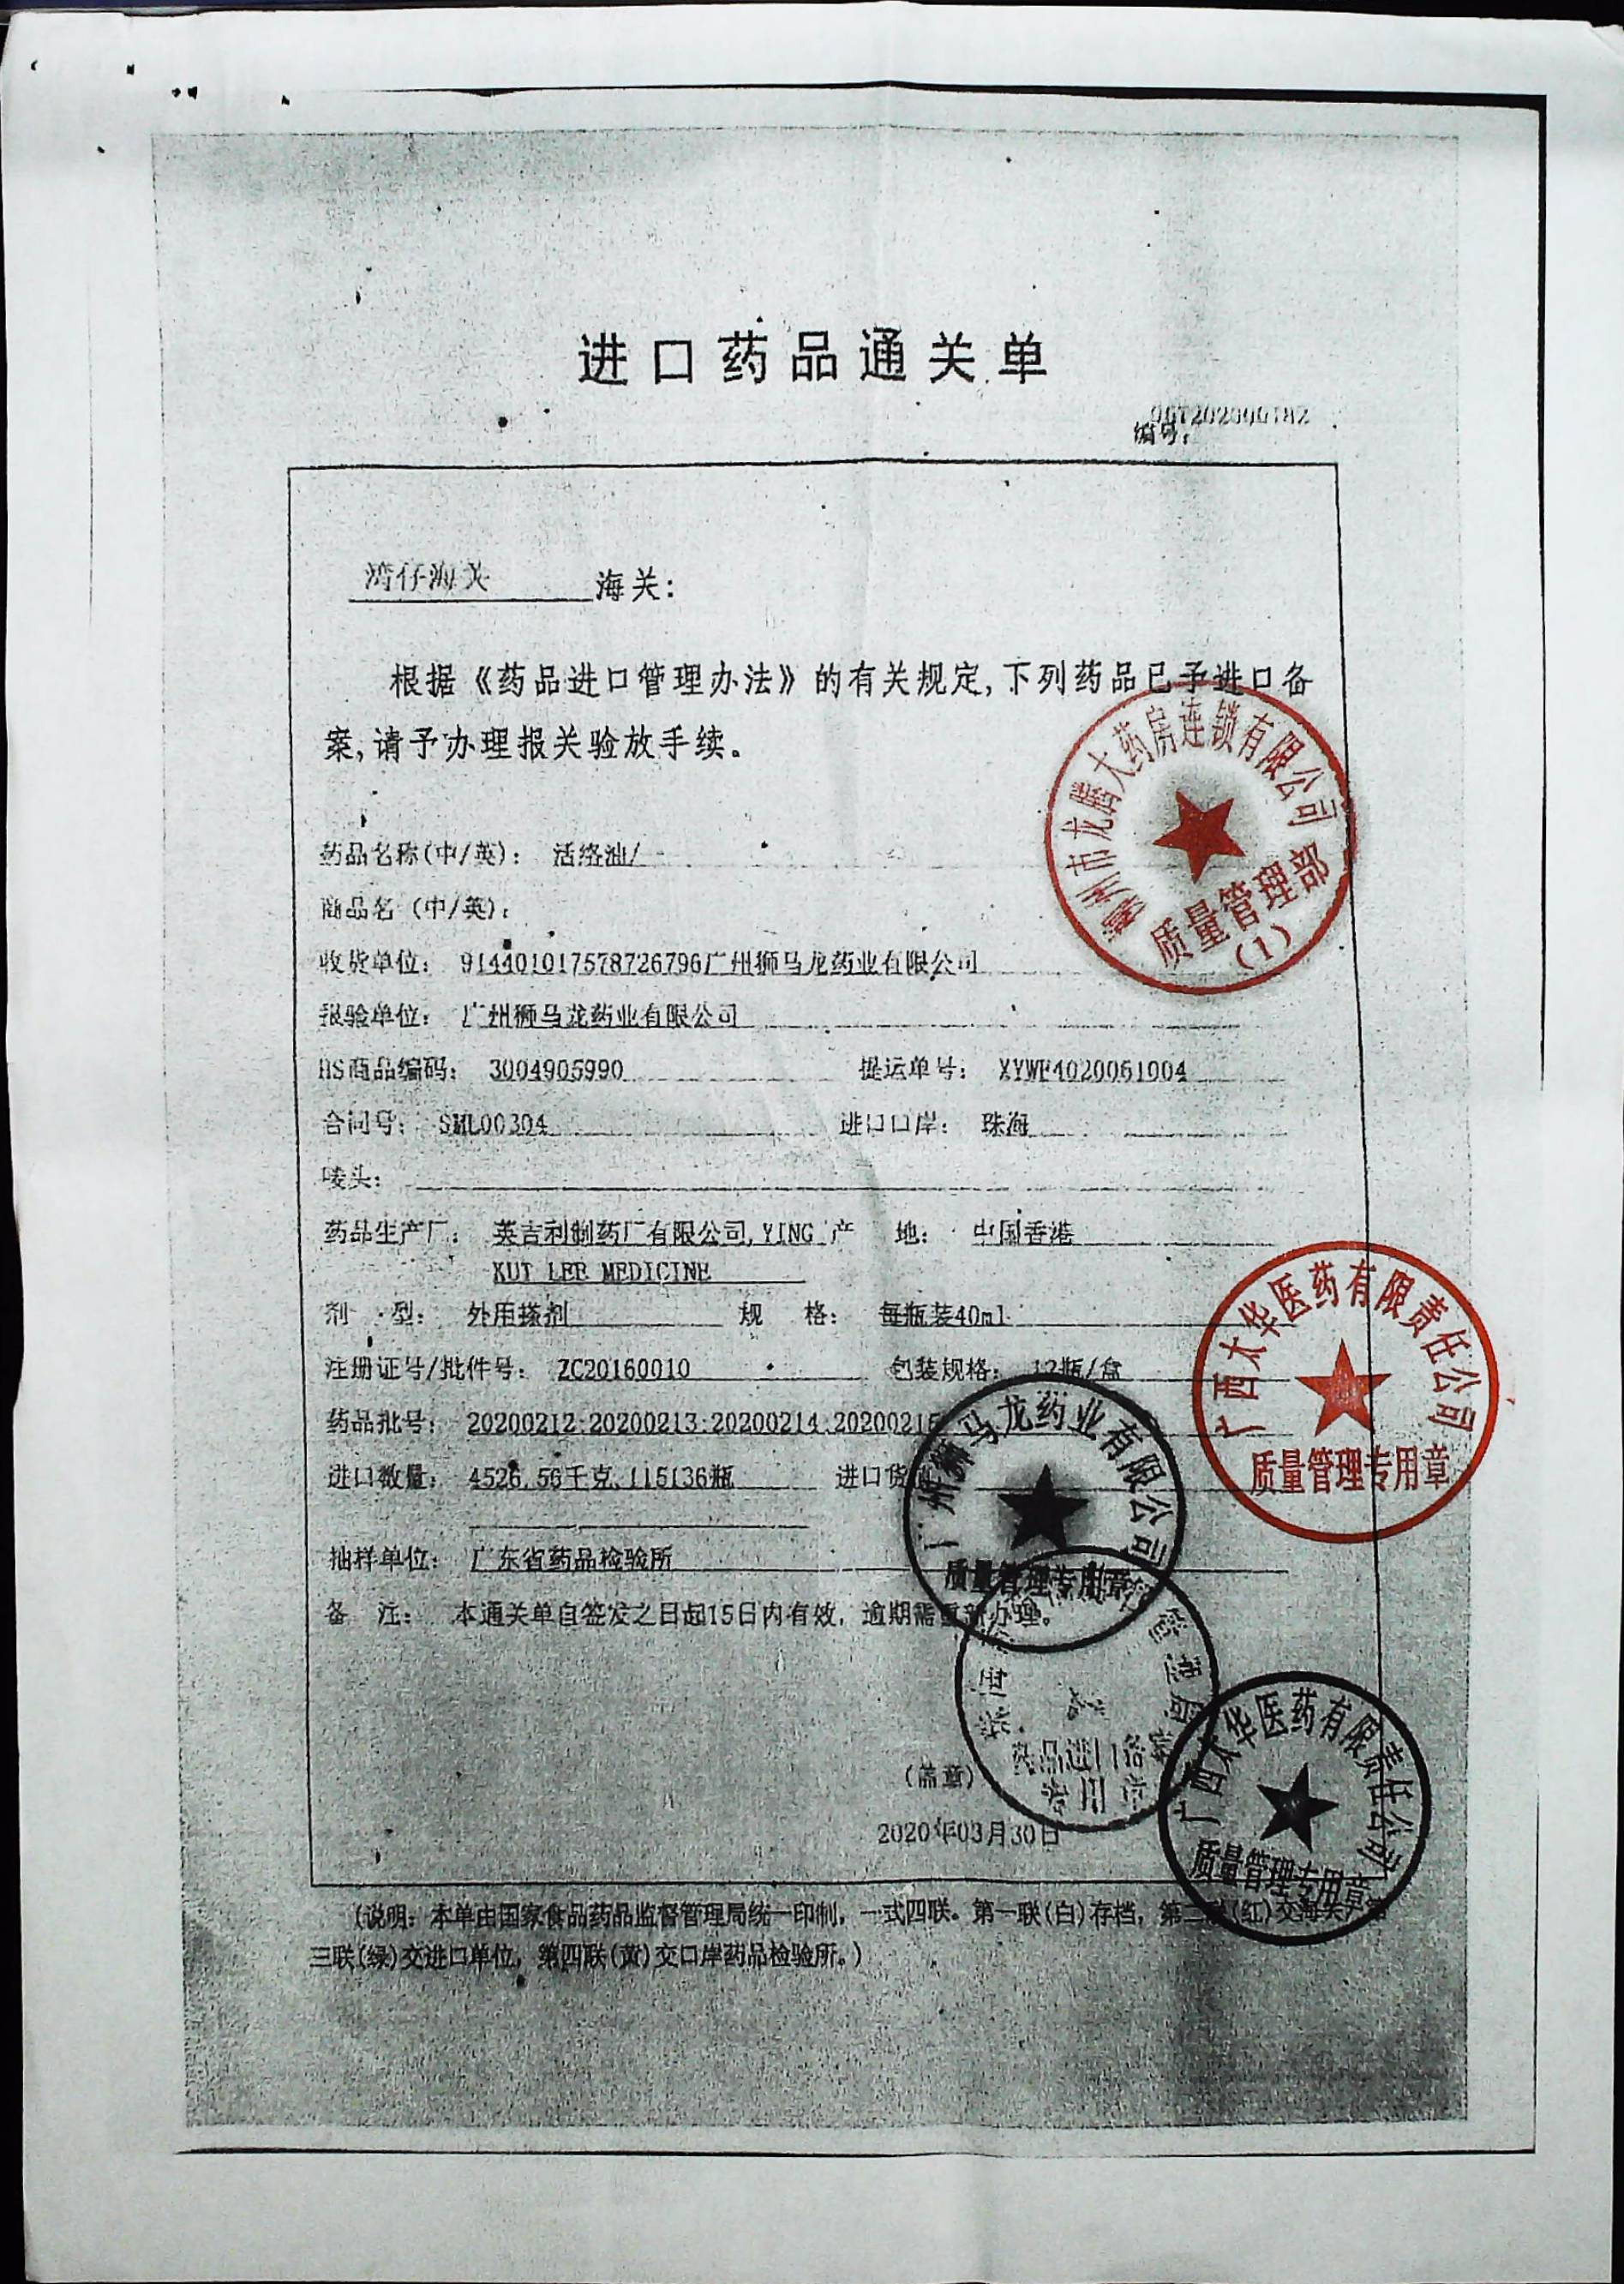 进口药品通关单
编号:
湾仔海关 海关:
根据《药品进口管理办法》的有关规定,下列药品已予进口备
案,请予办理报关验放手续。
药品名称(中/英): 活络油/
商品名(中/英):
收货单位: 914401017578726796广州狮马龙药业有限公司
报验单位: 广州狮马龙药业有限公司
HS商品编码: 3004905990 提运单号:
合同号: SML00304 进口口岸: 珠海
唛头:
药品生产厂: 英吉利制药厂有限公司,YING 产 地: 中国香港
KUT LEE MEDICINE
剂 型: 外用搽剂 规 格: 每瓶装40ml
注册证号/批件号: ZC20160010 包装规格: 12瓶/盒
药品批号: 20200212;20200213;20200214;20200215
进口数量: 4526.56千克,115136瓶 进口货
抽样单位: 广东省药品检验所
备 注: 本通关单自签发之日起15日内有效,逾期需重新办理。
(盖章)
2020年03月30日
(说明: 本单由国家食品药品监督管理局统一印制,一式四联。第一联(白)存档,第二联(红)交海关,第
三联(绿)交进口单位,第四联(黄)交口岸药品检验所。)
州市龙腾大药房连锁有限公司
质量管理部
(1)
广西太华医药有限责任公司
质量管理专用章
广州狮马龙药业有限公司
质量管理专用章
广西太华医药有限责任公司
质量管理专用章